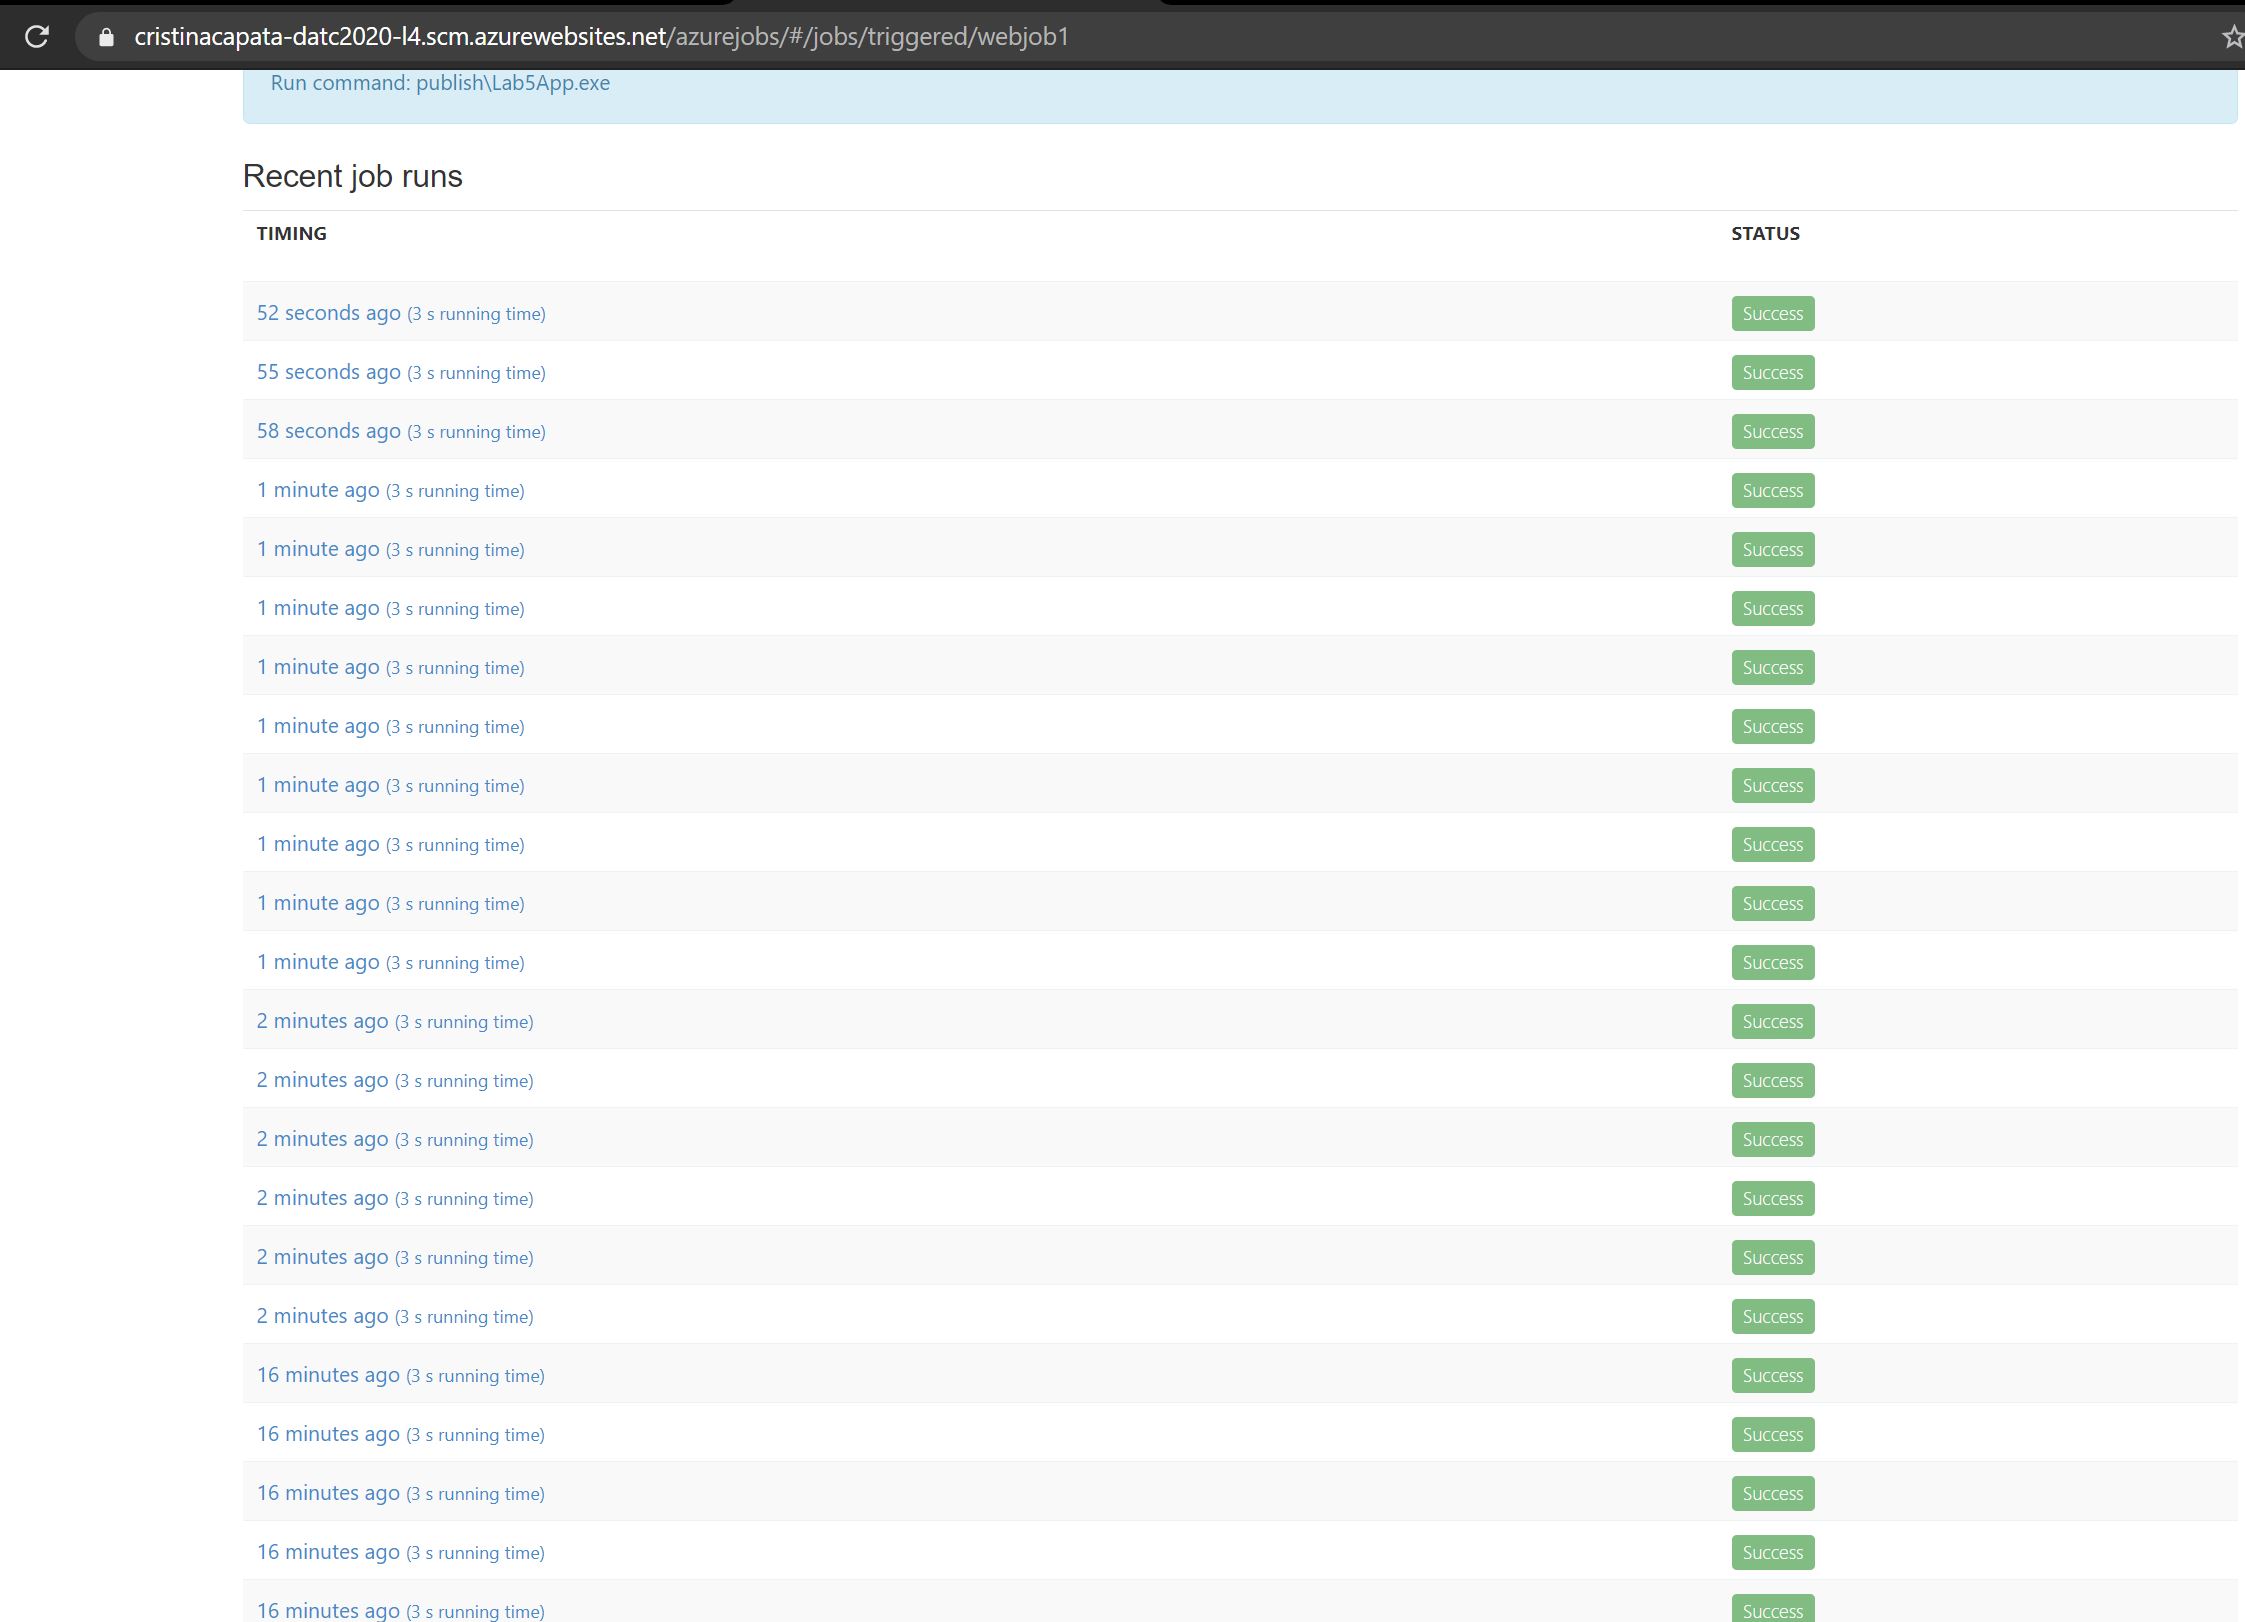 cristinacapata-datc2020-l4.scm.azurewebsites.net/azurejobs/#/jobs/triggered/webjob1
Run command: publish\Lab5App.exe
Recent job runs
TIMING STATUS
52 seconds ago (3 s running time) Success
55 seconds ago (3 s running time) Success
58 seconds ago (3 s running time) Success
1 minute ago (3 s running time) Success
1 minute ago (3 s running time) Success
1 minute ago (3 s running time) Success
1 minute ago (3 s running time) Success
1 minute ago (3 s running time) Success
1 minute ago (3 s running time) Success
1 minute ago (3 s running time) Success
1 minute ago (3 s running time) Success
1 minute ago (3 s running time) Success
2 minutes ago (3 s running time) Success
2 minutes ago (3 s running time) Success
2 minutes ago (3 s running time) Success
2 minutes ago (3 s running time) Success
2 minutes ago (3 s running time) Success
2 minutes ago (3 s running time) Success
16 minutes ago (3 s running time) Success
16 minutes ago (3 s running time) Success
16 minutes ago (3 s running time) Success
16 minutes ago (3 s running time) Success
16 minutes ago (3 s running time) Success